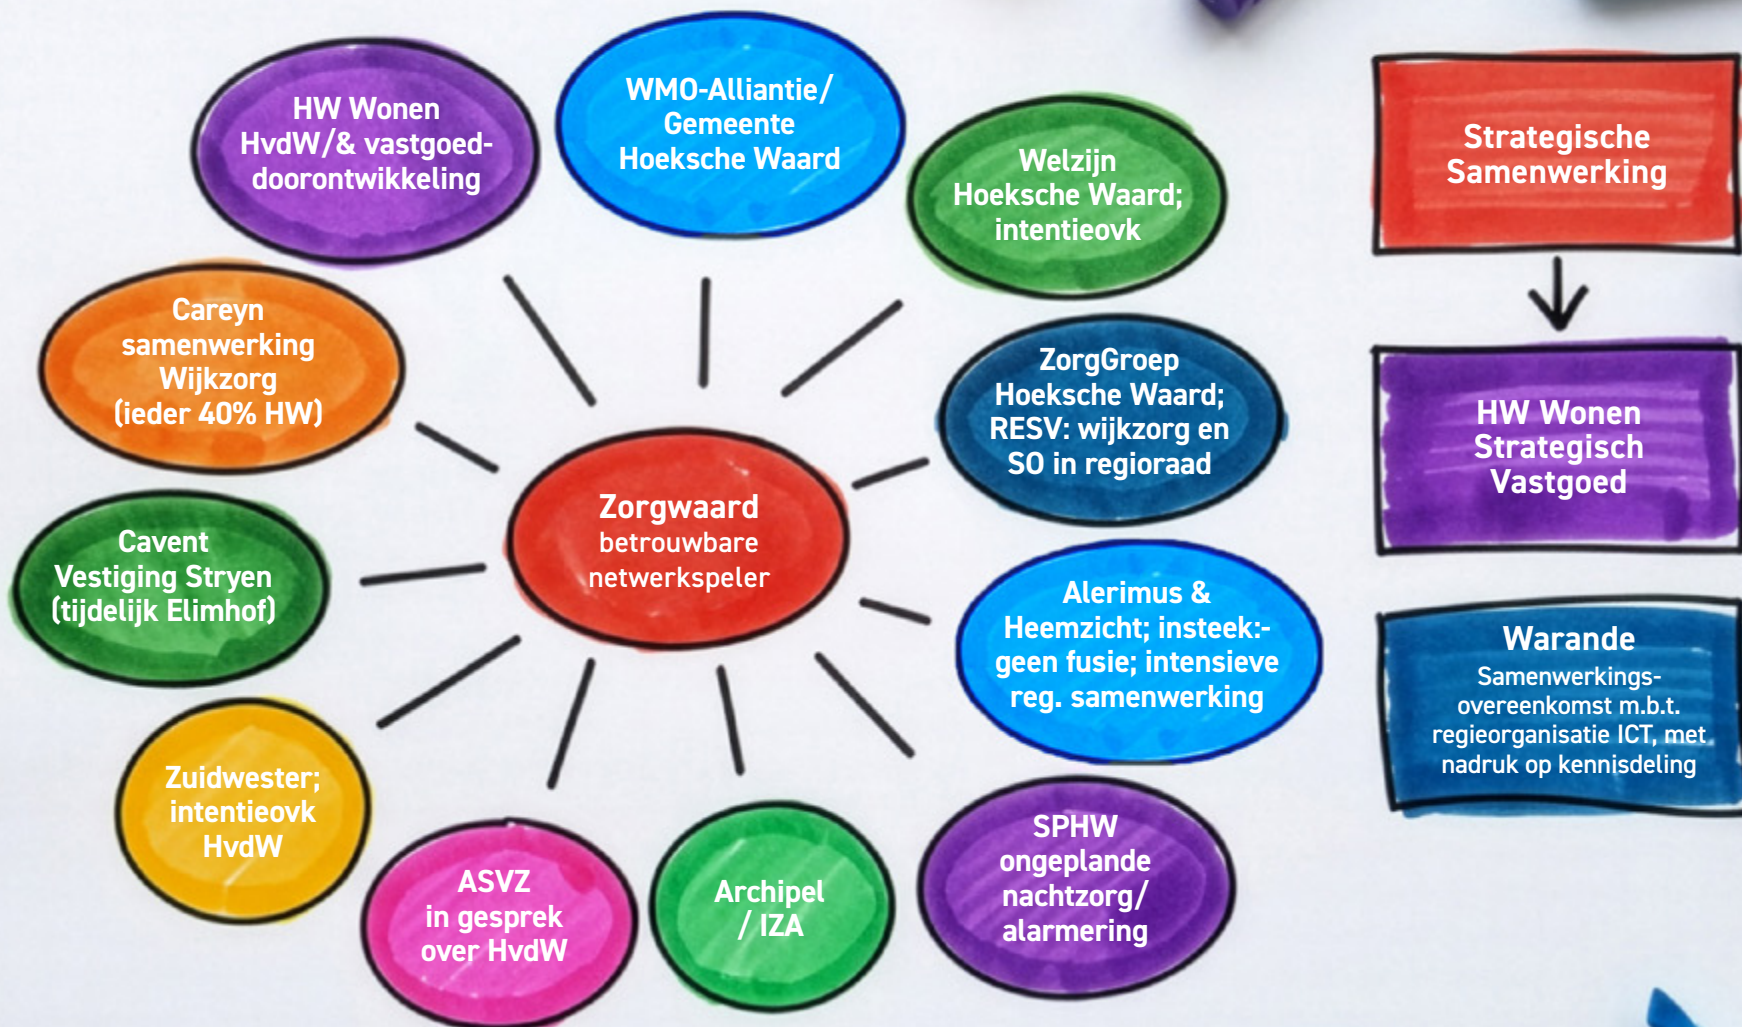 HW Wonen
HvdW/& vastgoed-
doorontwikkeling
WMO-Alliantie/
Gemeente
Hoeksche Waard
Welzijn
Hoeksche Waard;
intentieovk
Careyn
samenwerking
Wijkzorg
(ieder 40% HW)
ZorgGroep
Hoeksche Waard;
RESV: wijkzorg en
SO in regioraad
Zorgwaard
betrouwbare
netwerkspeler
Cavent
Vestiging Stryen
(tijdelijk Elimhof)
Alerimus &
Heemzicht; insteek:-
geen fusie; intensieve
reg. samenwerking
Zuidwester;
intentieovk
HvdW
ASVZ
in gesprek
over HvdW
Archipel
/ IZA
SPHW
ongeplande
nachtzorg/
alarmering
Strategische
Samenwerking
HW Wonen
Strategisch
Vastgoed
Warande
Samenwerkings-
overeenkomst m.b.t.
regieorganisatie ICT, met
nadruk op kennisdeling